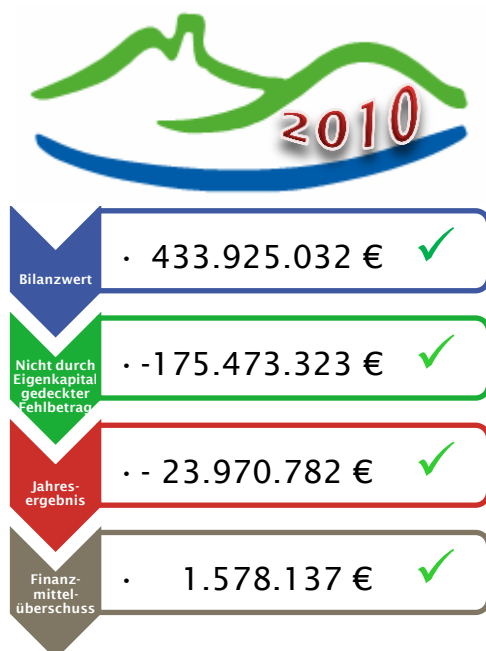 2010
Bilanzwert
· 433.925.032 €
Nicht durch
Eigenkapital
gedeckter
Fehlbetrag
· -175.473.323 €
Jahres-
ergebnis
· - 23.970.782 €
Finanz-
mittel-
überschuss
· 1.578.137 €